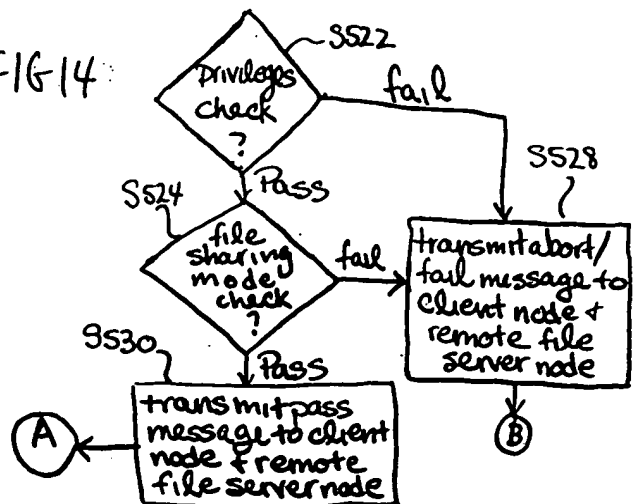 FIG 14
S522
Privileges
check
?
fail
Pass
S524
file
sharing
mode
check
?
fail
S528
transmit abort/
fail message to
client node &
remote file
server node
B
Pass
S530
transmit pass
message to client
node & remote
file server node
A